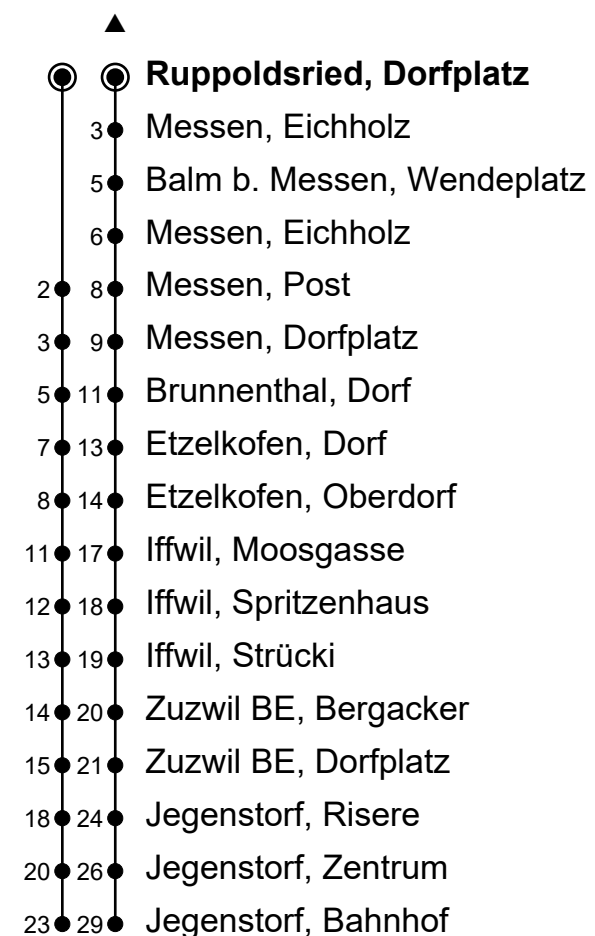 ▲
Ruppoldsried, Dorfplatz
3 Messen, Eichholz
5 Balm b. Messen, Wendeplatz
6 Messen, Eichholz
2 8 Messen, Post
3 9 Messen, Dorfplatz
5 11 Brunnenthal, Dorf
7 13 Etzelkofen, Dorf
8 14 Etzelkofen, Oberdorf
11 17 Iffwil, Moosgasse
12 18 Iffwil, Spritzenhaus
13 19 Iffwil, Strücki
14 20 Zuzwil BE, Bergacker
15 21 Zuzwil BE, Dorfplatz
18 24 Jegenstorf, Risere
20 26 Jegenstorf, Zentrum
23 29 Jegenstorf, Bahnhof